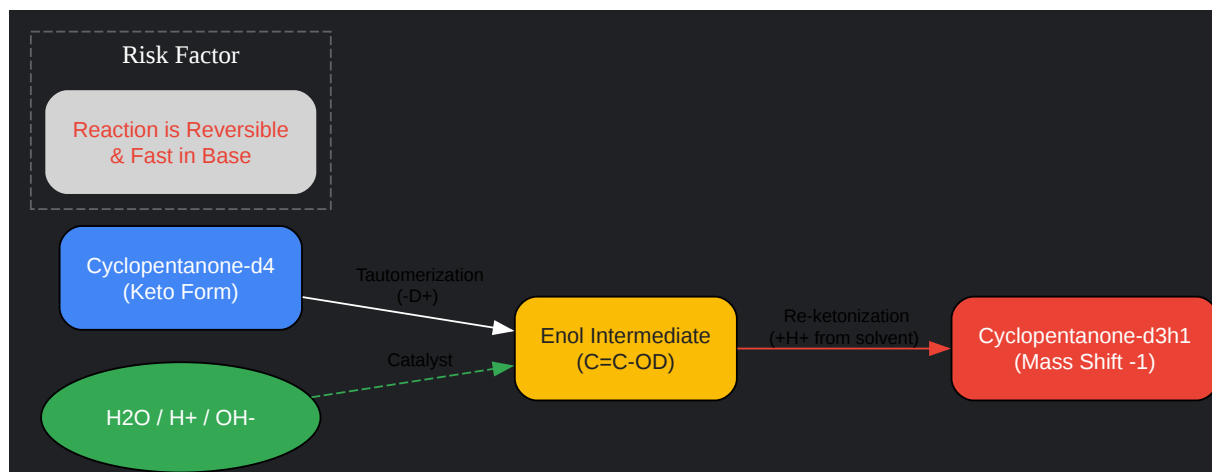 Risk Factor
Reaction is Reversible
& Fast in Base
Cyclopentanone-d4
(Keto Form)
Tautomerization
(-D+)
Enol Intermediate
(C=C-OD)
Re-ketonization
(+H+ from solvent)
Cyclopentanone-d3h1
(Mass Shift -1)
Catalyst
H2O / H+ / OH-